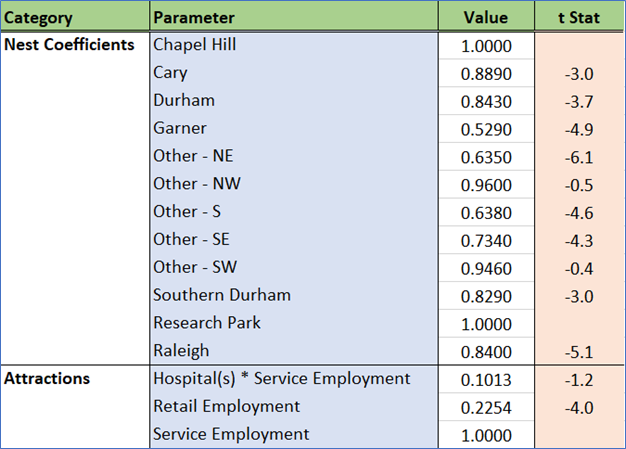 Category Parameter Value t Stat
Nest Coefficients Chapel Hill 1.0000
Cary 0.8890 -3.0
Durham 0.8430 -3.7
Garner 0.5290 -4.9
Other - NE 0.6350 -6.1
Other - NW 0.9600 -0.5
Other - S 0.6380 -4.6
Other - SE 0.7340 -4.3
Other - SW 0.9460 -0.4
Southern Durham 0.8290 -3.0
Research Park 1.0000
Raleigh 0.8400 -5.1
Attractions Hospital(s) * Service Employment 0.1013 -1.2
Retail Employment 0.2254 -4.0
Service Employment 1.0000